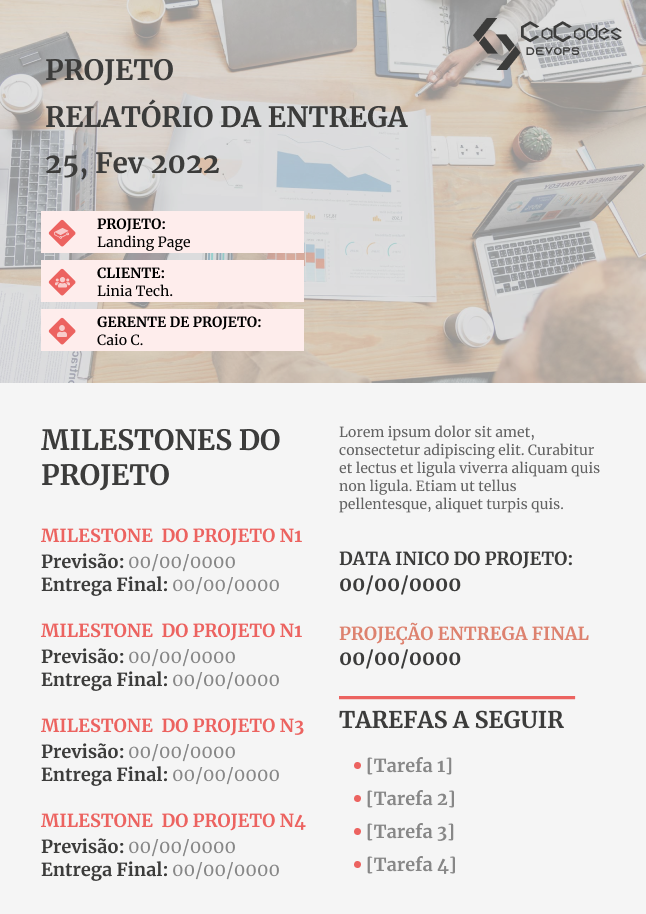 CoCodes
DEVOPS
PROJETO
RELATÓRIO DA ENTREGA
25, Fev 2022
PROJETO:
Landing Page
CLIENTE:
Linia Tech.
GERENTE DE PROJETO:
Caio C.
MILESTONES DO
PROJETO
MILESTONE DO PROJETO N1
Previsão: 00/00/0000
Entrega Final: 00/00/0000
MILESTONE DO PROJETO N1
Previsão: 00/00/0000
Entrega Final: 00/00/0000
MILESTONE DO PROJETO N3
Previsão: 00/00/0000
Entrega Final: 00/00/0000
MILESTONE DO PROJETO N4
Previsão: 00/00/0000
Entrega Final: 00/00/0000
Lorem ipsum dolor sit amet,
consectetur adipiscing elit. Curabitur
et lectus et ligula viverra aliquam quis
non ligula. Etiam ut tellus
pellentesque, aliquet turpis quis.
DATA INICO DO PROJETO:
00/00/0000
PROJEÇÃO ENTREGA FINAL
00/00/0000
TAREFAS A SEGUIR
[Tarefa 1]
[Tarefa 2]
[Tarefa 3]
[Tarefa 4]